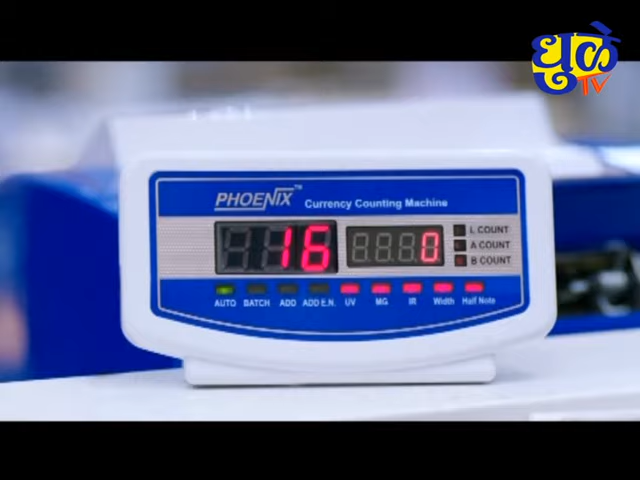 धुळे
TV
PHOENIX™ Currency Counting Machine
16 0
L COUNT
A COUNT
B COUNT
AUTO BATCH ADD ADD E.N. UV MG IR Width Half Note